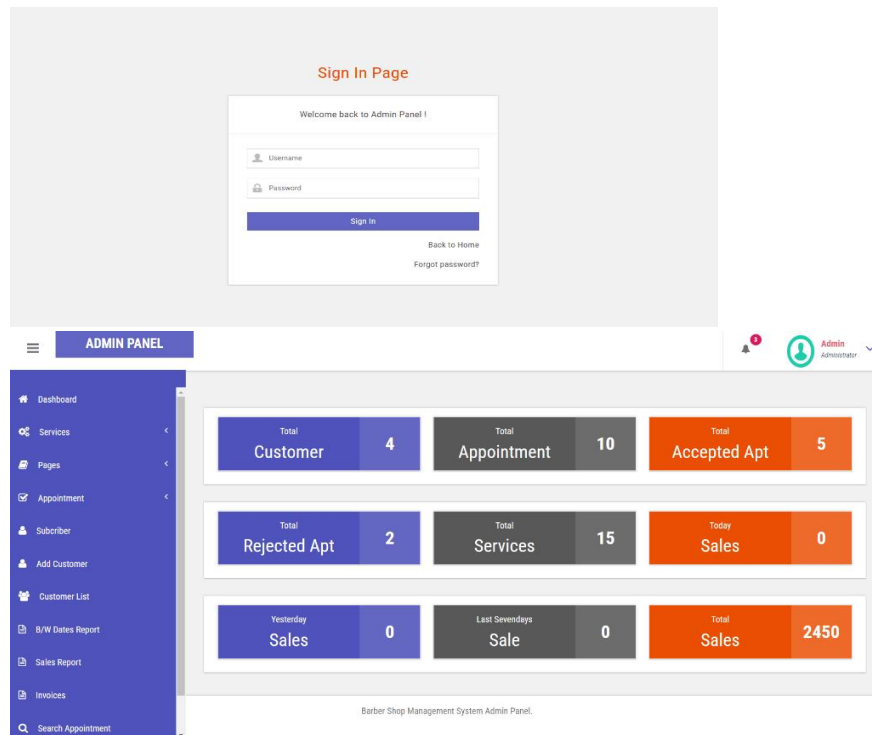 Sign In Page
Welcome back to Admin Panel !
Username
Password
Sign In
Back to Home
Forgot password?
ADMIN PANEL
3
Admin
Administrator
Dashboard
Services
Pages
Appointment
Subcriber
Add Customer
Customer List
B/W Dates Report
Sales Report
Invoices
Search Appointment
Total
Customer
4
Total
Appointment
10
Total
Accepted Apt
5
Total
Rejected Apt
2
Total
Services
15
Today
Sales
0
Yesterday
Sales
0
Last Sevendays
Sale
0
Total
Sales
2450
Barber Shop Management System Admin Panel.